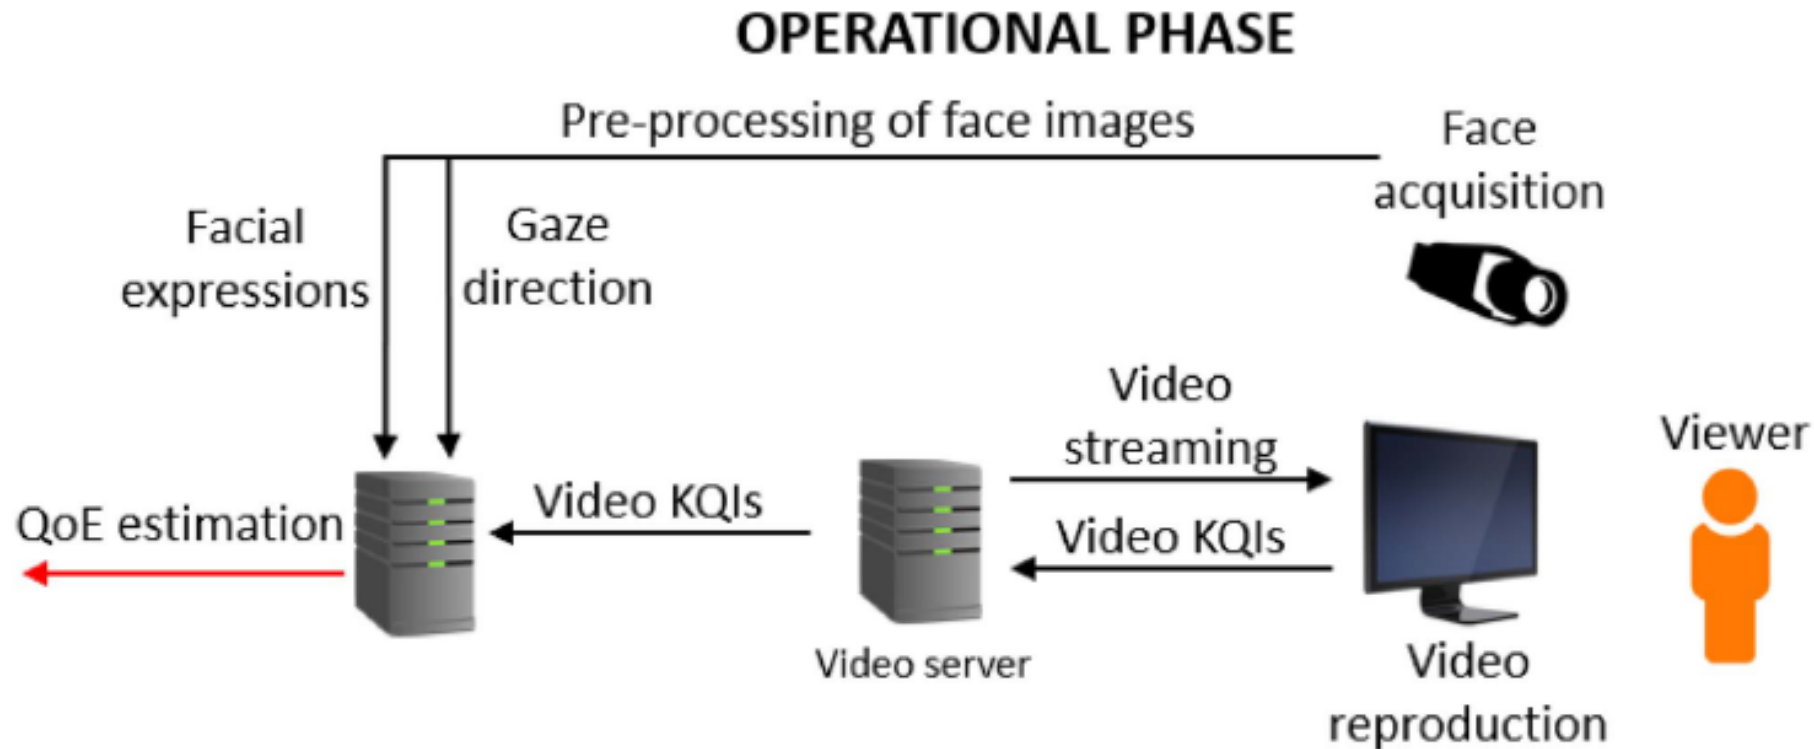 OPERATIONAL PHASE
Pre-processing of face images
Face
acquisition
Facial
expressions
Gaze
direction
Video
streaming
Viewer
QoE estimation
Video KQIs
Video KQIs
Video server
Video
reproduction